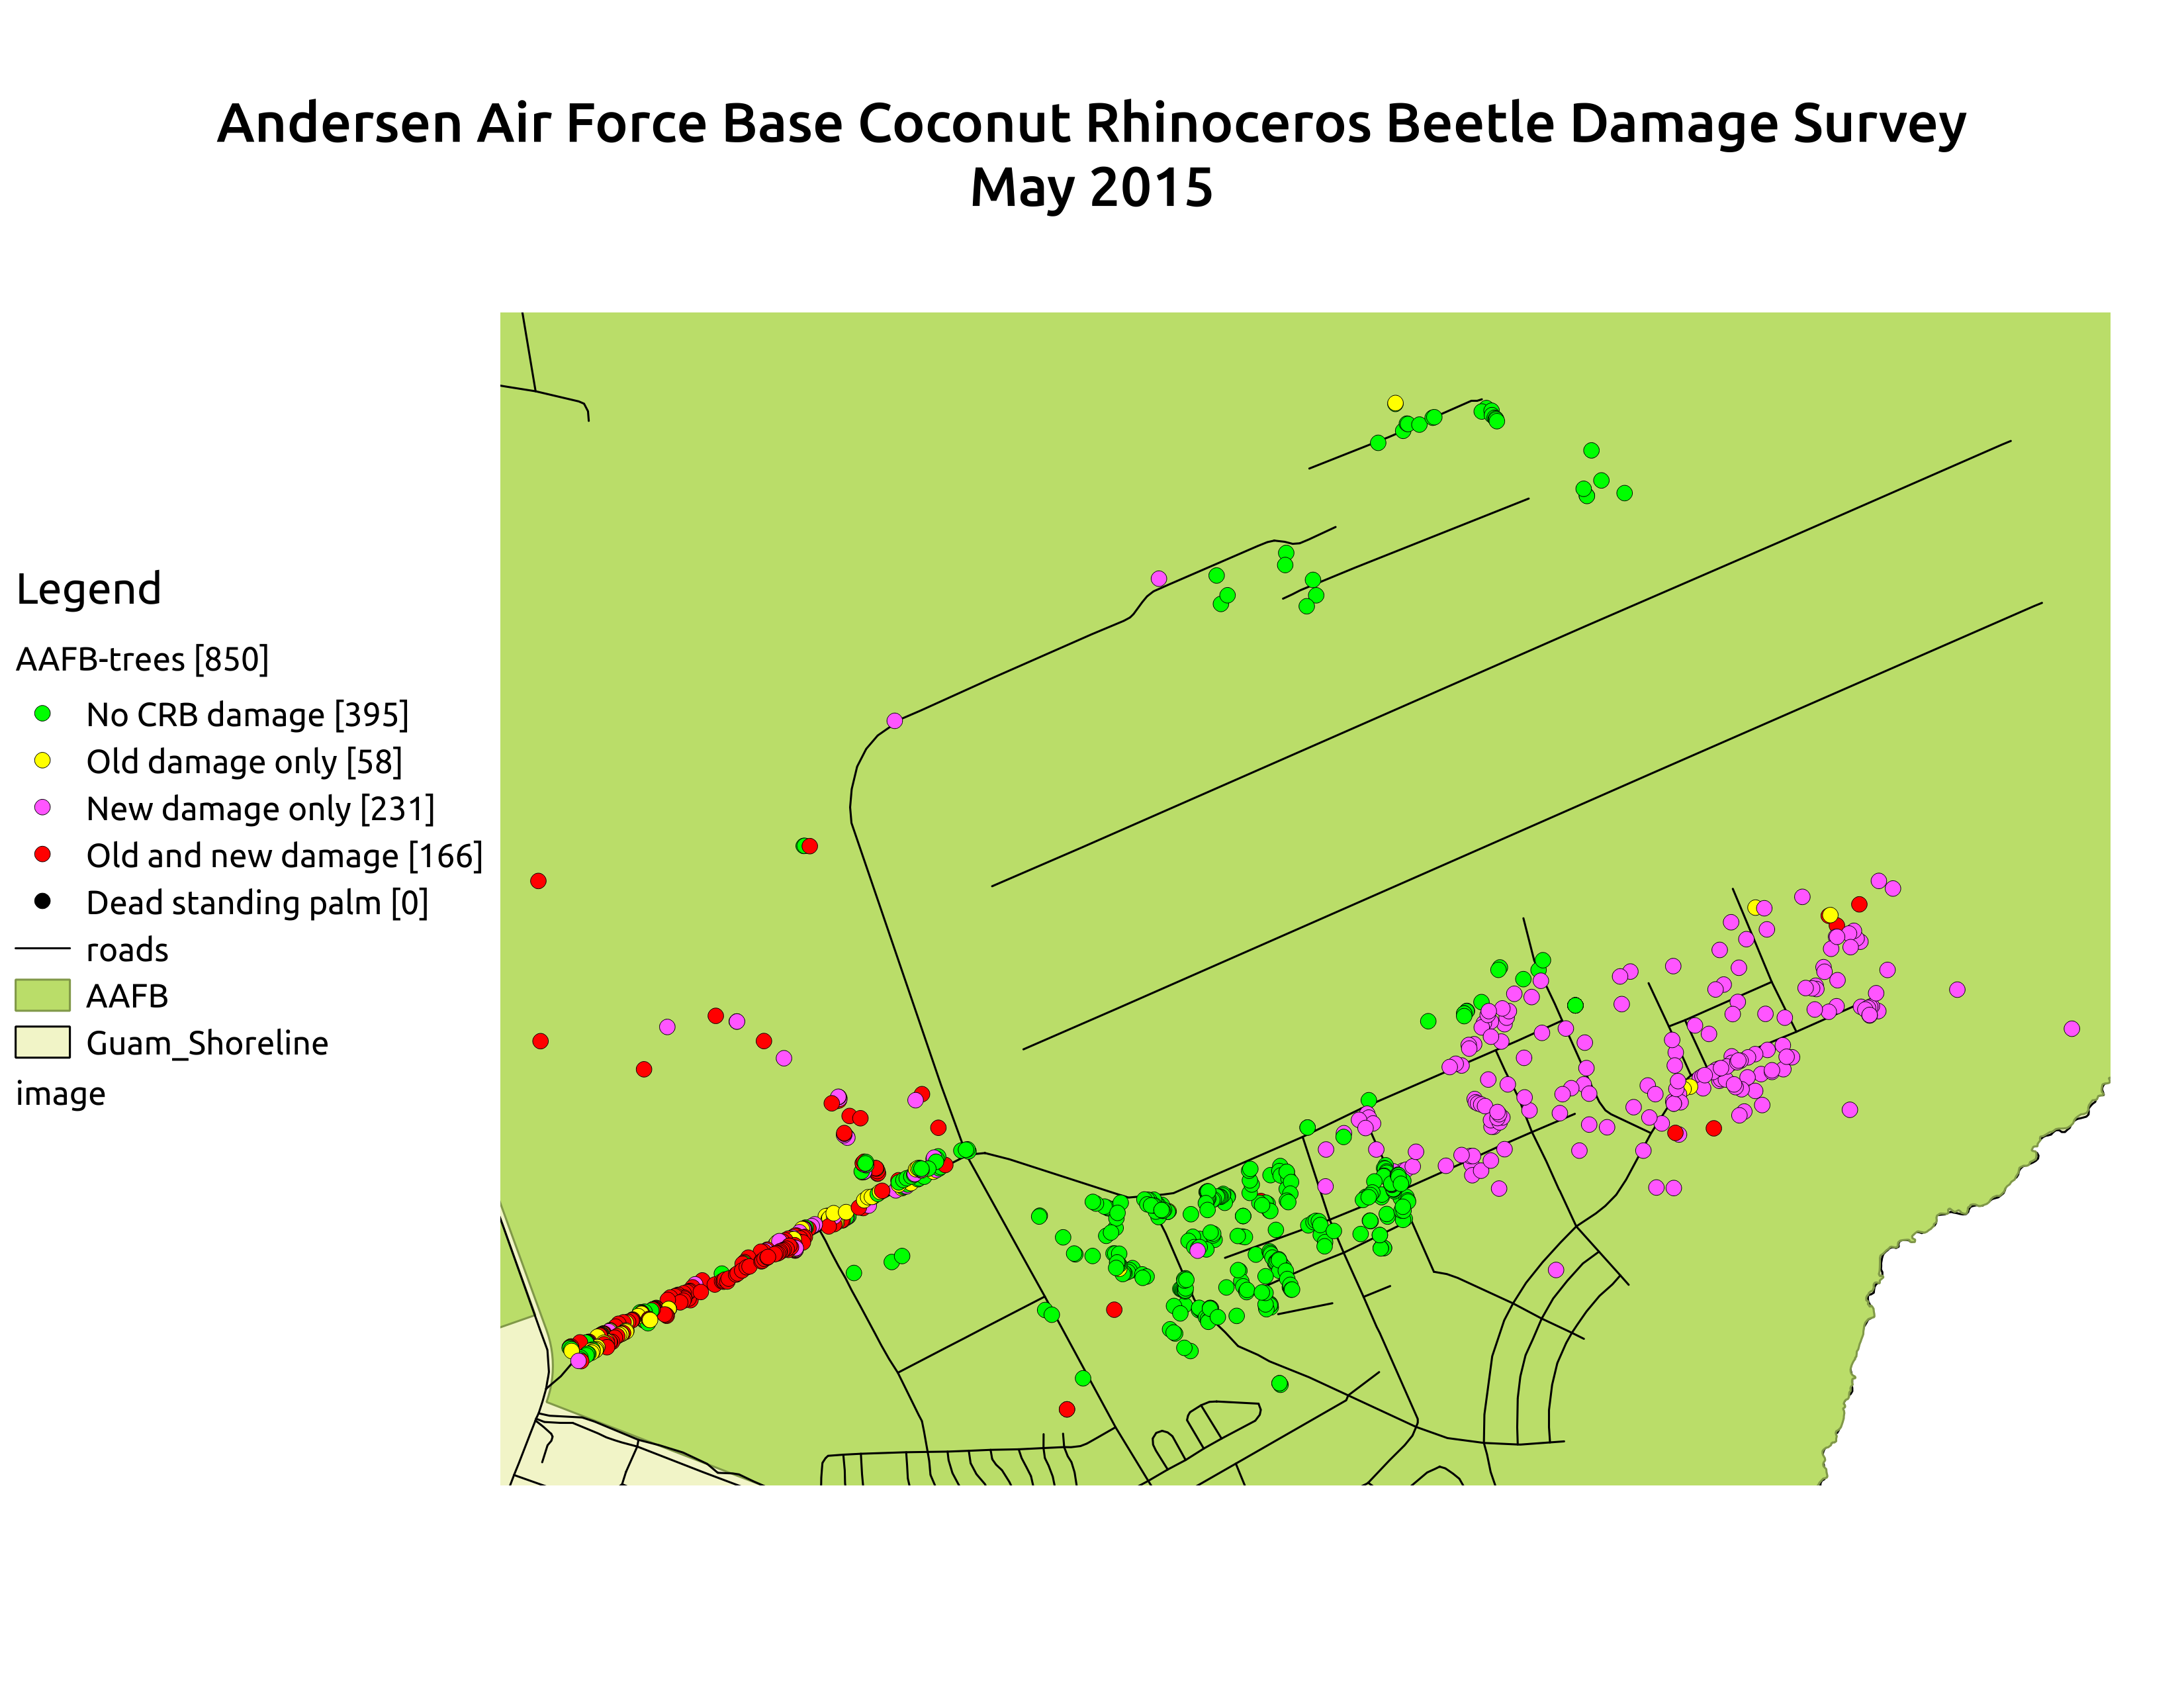 Andersen Air Force Base Coconut Rhinoceros Beetle Damage Survey
May 2015
Legend
AAFB-trees [850]
No CRB damage [395]
Old damage only [58]
New damage only [231]
Old and new damage [166]
Dead standing palm [0]
roads
AAFB
Guam_Shoreline
image